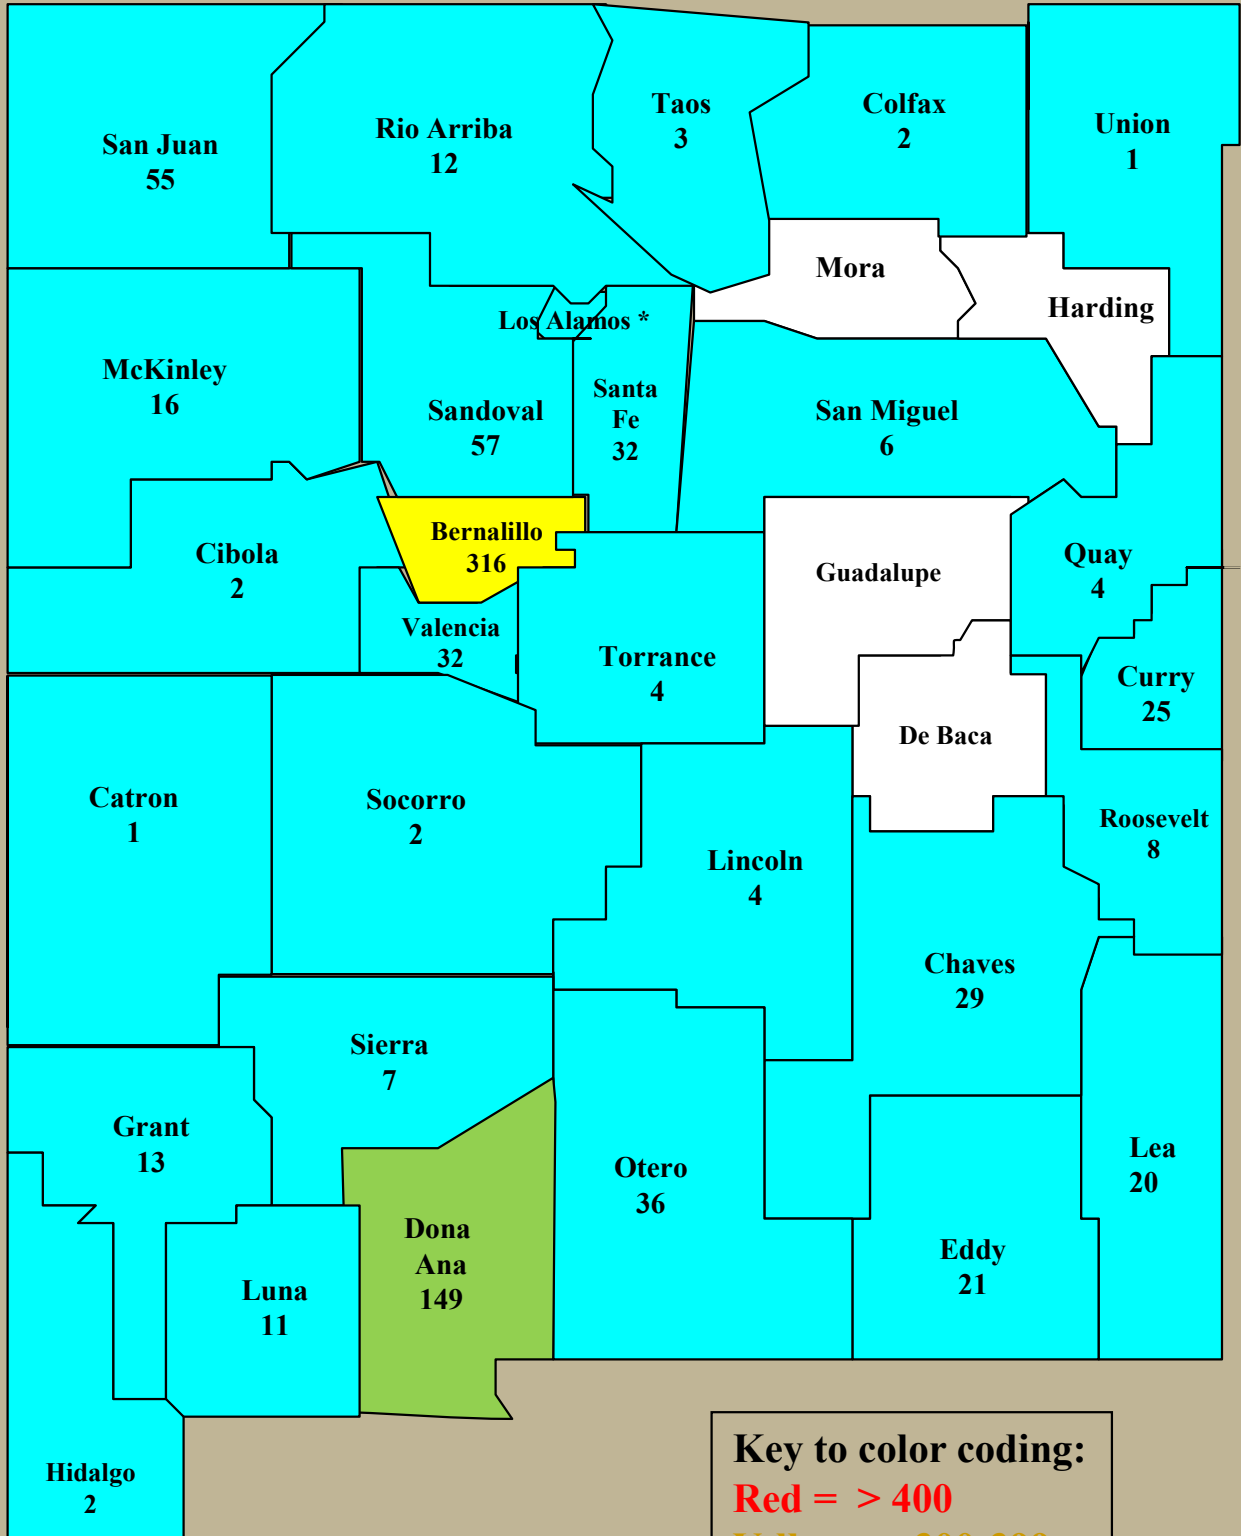 San Juan
55
Rio Arriba
12
Taos
3
Colfax
2
Union
1
Mora
Harding
Los Alamos *
McKinley
16
Sandoval
57
Santa
Fe
32
San Miguel
6
Bernalillo
316
Cibola
2
Guadalupe
Quay
4
Valencia
32
Torrance
4
Curry
25
De Baca
Catron
1
Socorro
2
Roosevelt
8
Lincoln
4
Chaves
29
Sierra
7
Grant
13
Otero
36
Lea
20
Dona
Ana
149
Eddy
21
Luna
11
Hidalgo
2
Key to color coding:
Red = > 400